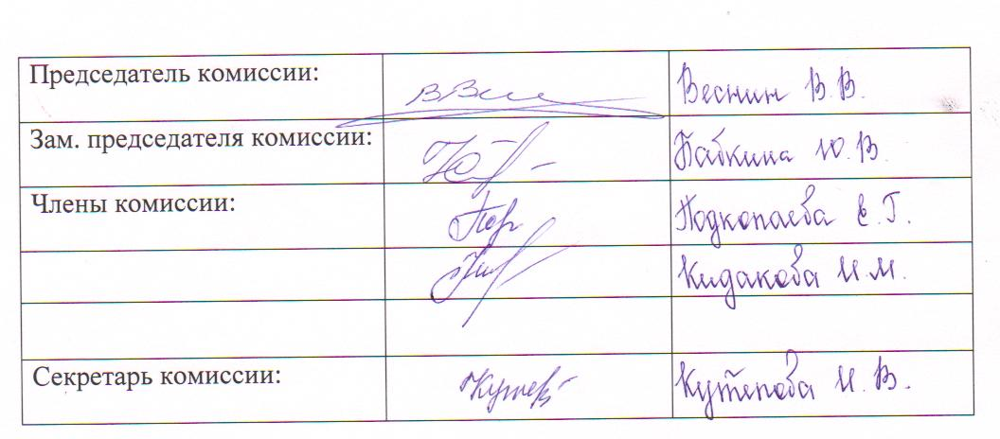 Председатель комиссии: Веснин В.В.
Зам. председателя комиссии: Бабкина Ю.В.
Члены комиссии: Подкопаева Е.Г.
Кидакова И.М.
Секретарь комиссии: Кутепова И.В.